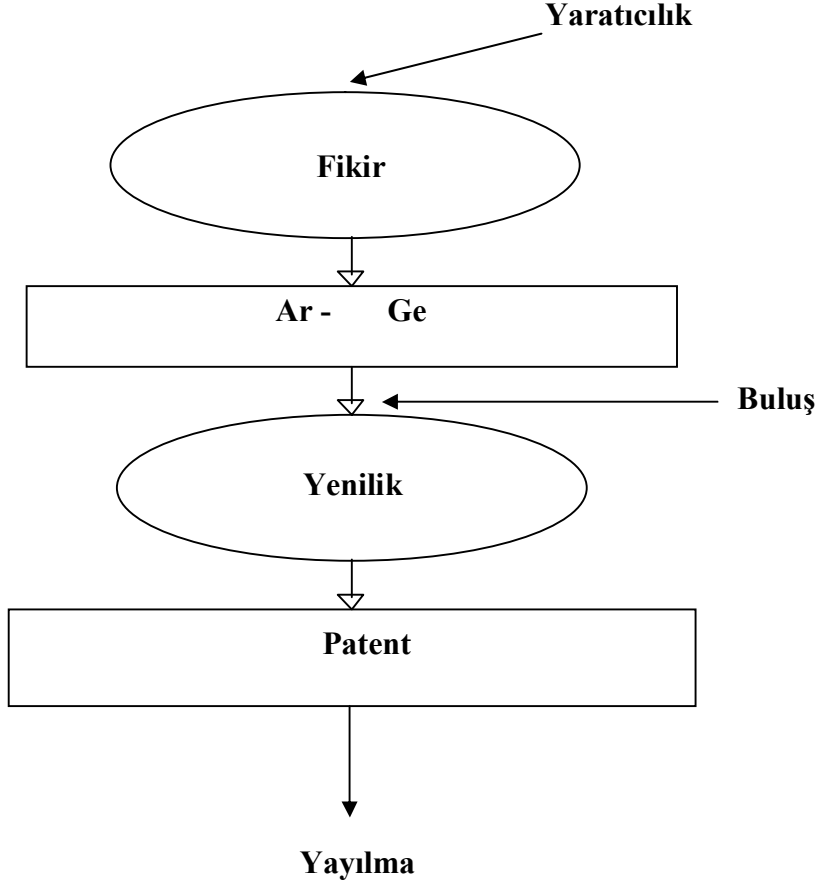 Yaratıcılık
Fikir
Ar - Ge
Buluş
Yenilik
Patent
Yayılma